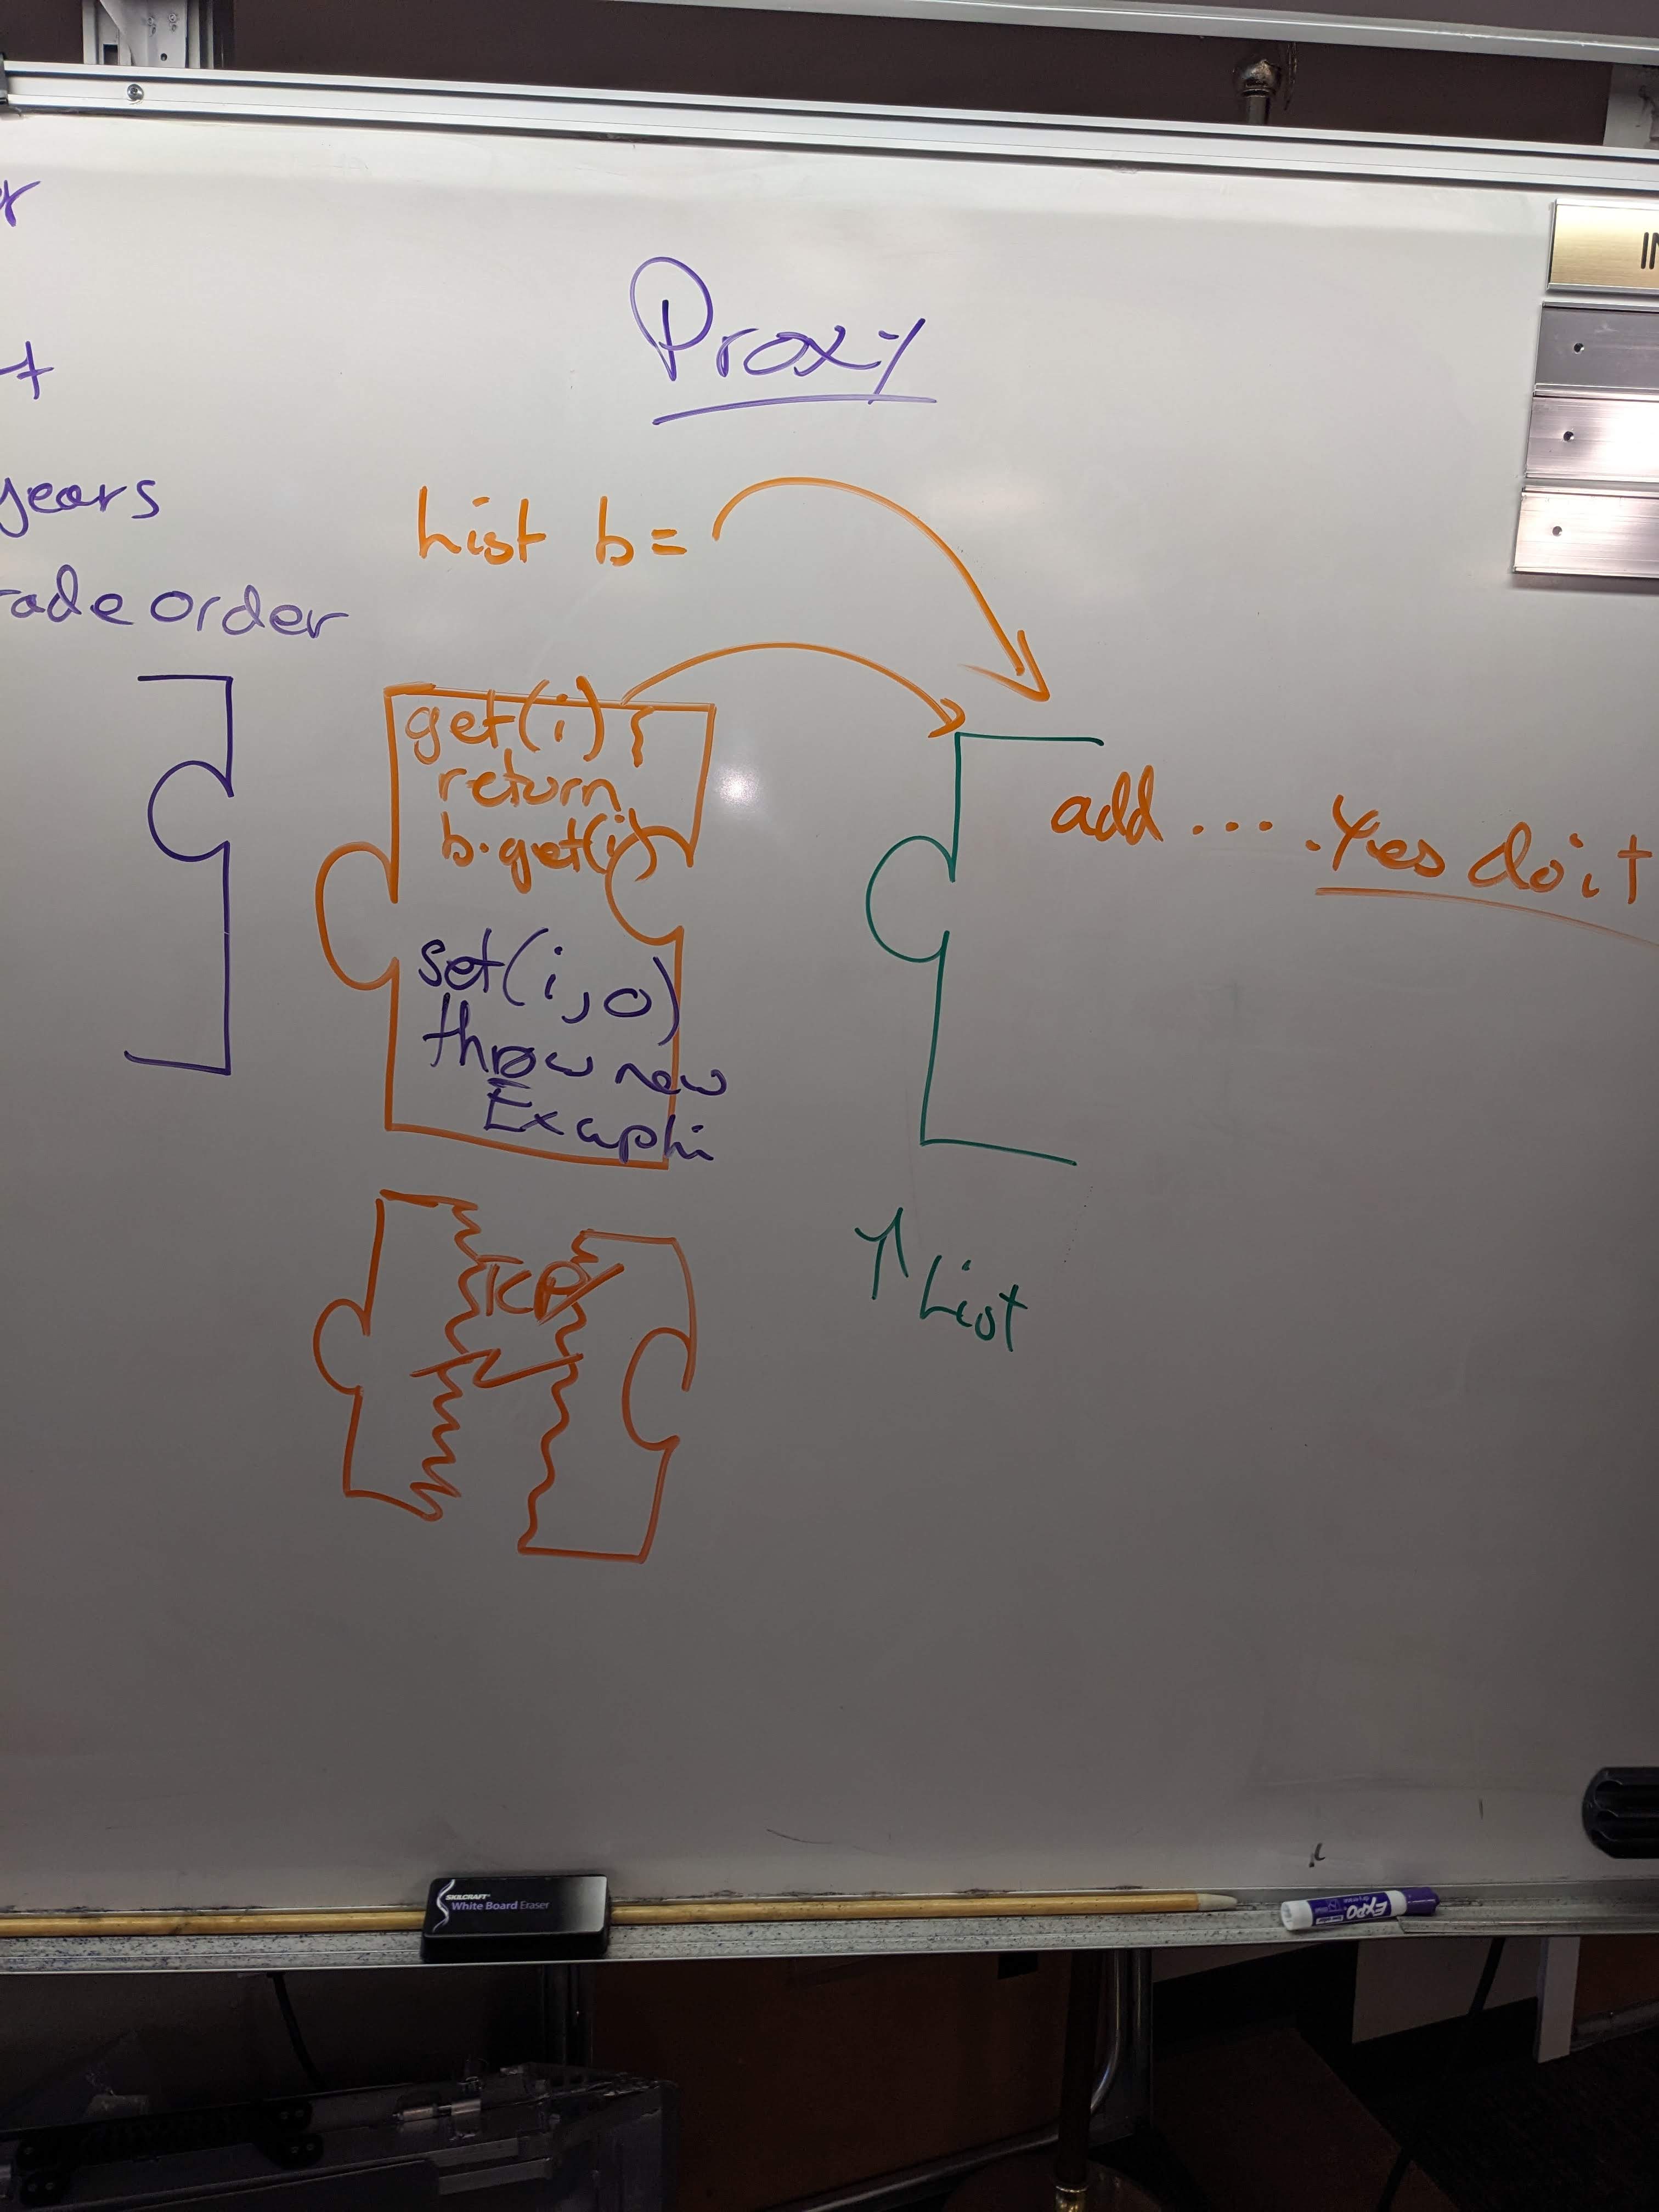 Proxy
years
rade order
List b =
get(i) {
return
b.get(i)
set(i, o)
throw new
add .... Yes do it
TCP
↑ List
IN
SKILCRAFT
White Board Eraser
EXPO